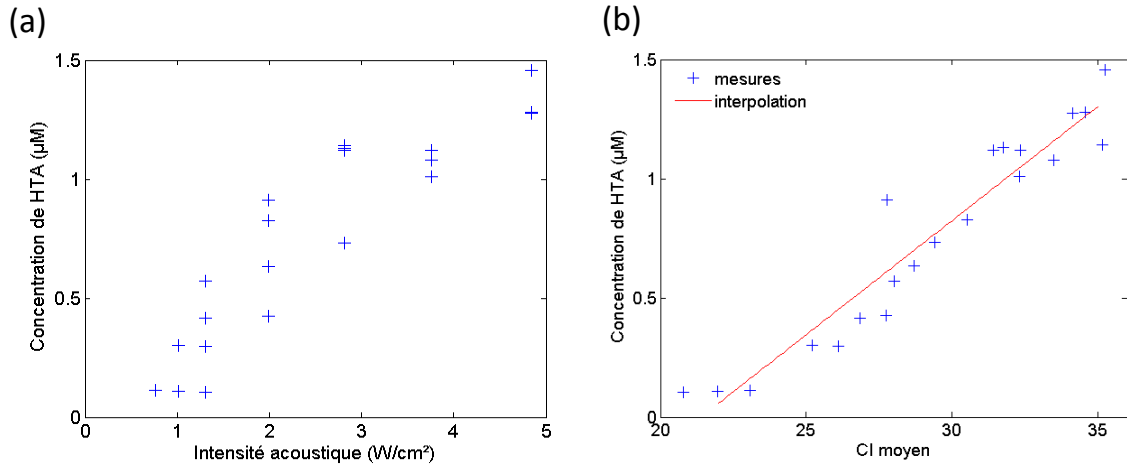 (a)
1.5
1
0.5
0
0
1
2
3
4
5
Concentration de HTA (µM)
Intensité acoustique (W/cm²)
(b)
1.5
1
0.5
0
20
25
30
35
Concentration de HTA (µM)
CI moyen
mesures
interpolation